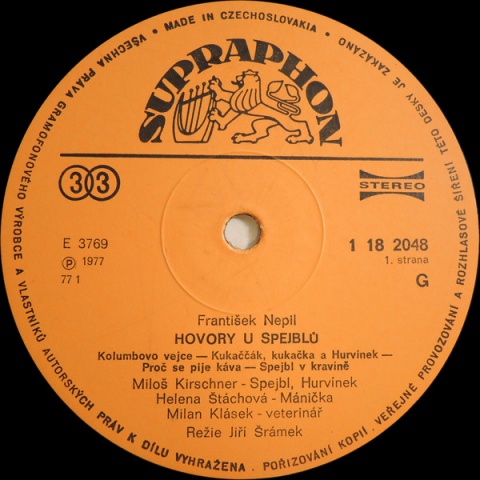 • MADE IN CZECHOSLOVAKIA •
VŠECHNA PRÁVA GRAMOFONOVÉHO VÝROBCE A VLASTNÍKŮ AUTORSKÝCH PRÁV K DÍLU VYHRAŽENA . POŘIZOVÁNÍ KOPIÍ . VEŘEJNÉ PROVOZOVÁNÍ A ROZHLASOVÉ ŠÍŘENÍ TÉTO DESKY JE ZAKÁZÁNO
SUPRAPHON
33
STEREO
E 3769
1 18 2048
Ⓟ 1977
1. strana
77 1
G
František Nepil
HOVORY U SPEJBLŮ
Kolumbovo vejce — Kukaččák, kukačka a Hurvínek —
Proč se pije káva — Spejbl v kravíně
Miloš Kirschner - Spejbl, Hurvínek
Helena Štáchová - Mánička
Milan Klásek - veterinář
Režie Jiří Šrámek